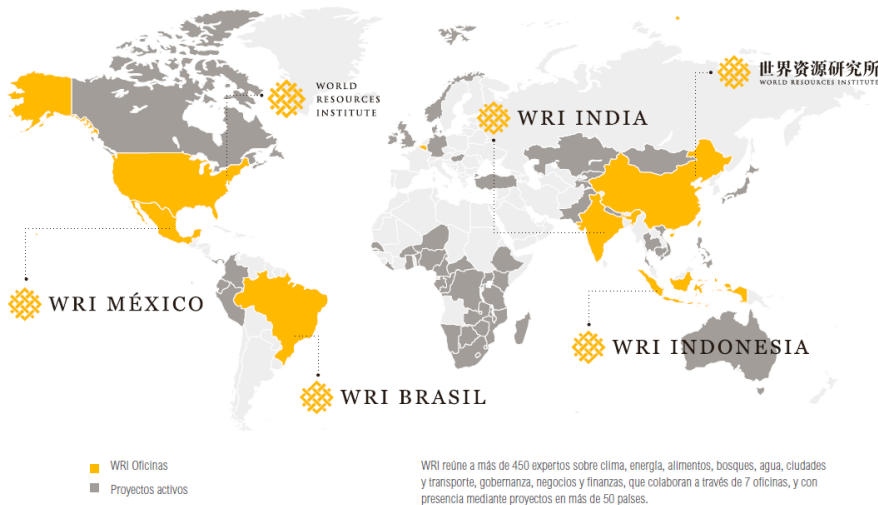 WORLD
RESOURCES
INSTITUTE
世界资源研究所
WORLD RESOURCES INSTITUTE
WRI INDIA
WRI MÉXICO
WRI INDONESIA
WRI BRASIL
WRI Oficinas
Proyectos activos
WRI reúne a más de 450 expertos sobre clima, energía, alimentos, bosques, agua, ciudades
y transporte, gobernanza, negocios y finanzas, que colaboran a través de 7 oficinas, y con
presencia mediante proyectos en más de 50 países.